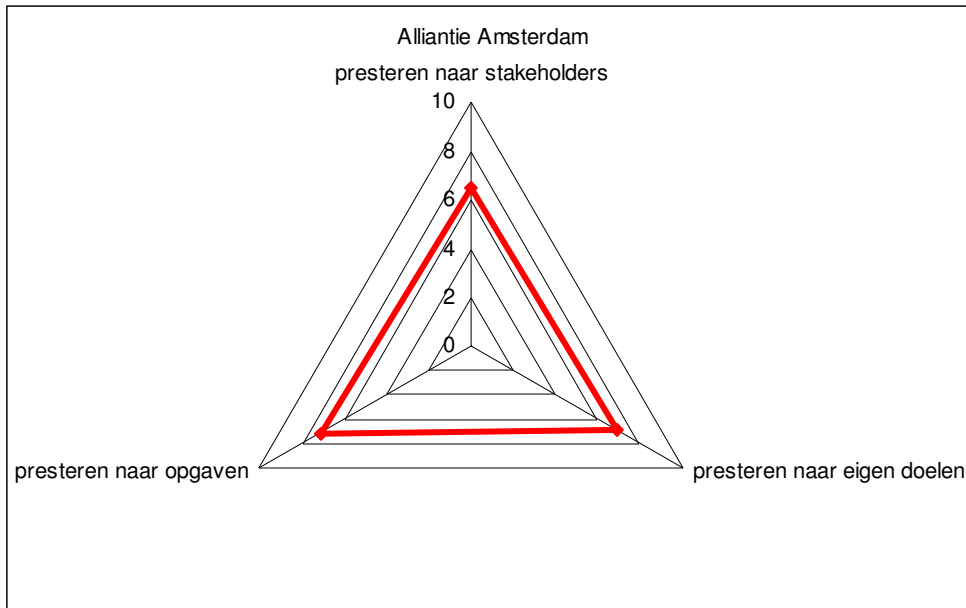 Alliantie Amsterdam
presteren naar stakeholders
10
8
6
4
2
0
presteren naar opgaven
presteren naar eigen doelen